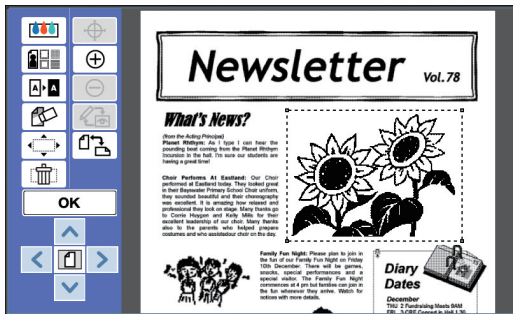 A A
OK
Newsletter Vol.78
What's News?
(from the Acting Principal)
Planet Rhthym: As I type I can hear the
pounding beat coming from the Planet Rhythm
Incursion in the hall. I'm sure our students are
having a great time!
Choir Performs At Eastland: Our Choir
performed at Eastland today. They looked great
in their Bayswater Primary School Choir uniform,
they sounded beautiful and their choreography
was excellent. It is amazing how relaxed and
professional they look on stage. Many thanks go
to Corrie Huygen and Kelly Mills for their
excellent leadership of our choir. Many thanks
also to the parents who helped prepare
costumes and who assistadour choir on the day.
Family Fun Night: Please plan to join in
the fun of our Family Fun Night on Friday
10th December. There will be games,
snacks, special performances and a
special visitor. The Family Fun Night
commences at 4 pm but families can join in
the fun whenever they arrive. Watch for
notices with more details.
Diary
Dates
December
THU 2 Fundraising Meets 9AM